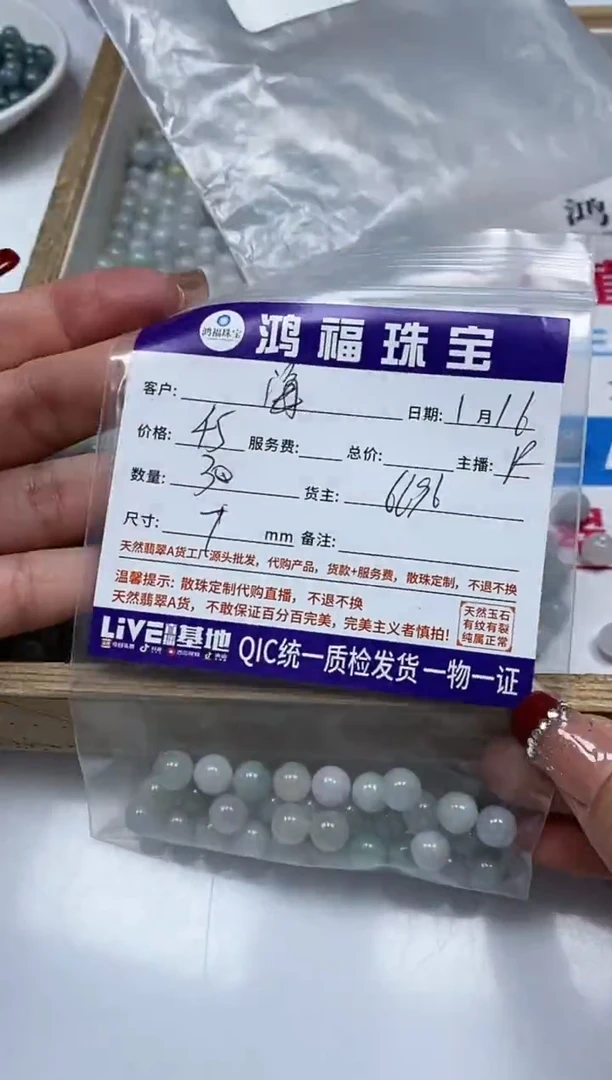 鸿
鸿福珠宝 鸿福珠宝
客户: 海 日期: 1月16
价格: 45 服务费: 总价: 主播:
数量: 30 货主: 6696
尺寸: 7 mm 备注:
天然翡翠A货工厂源头批发,代购产品,货款+服务费,散珠定制,不退不换
温馨提示:散珠定制代购直播,不退不换
天然翡翠A货,不敢保证百分百完美,完美主义者慎拍!
天然玉石
有纹有裂
纯属正常
LiVE直播基地 QIC统一质检发货一物一证